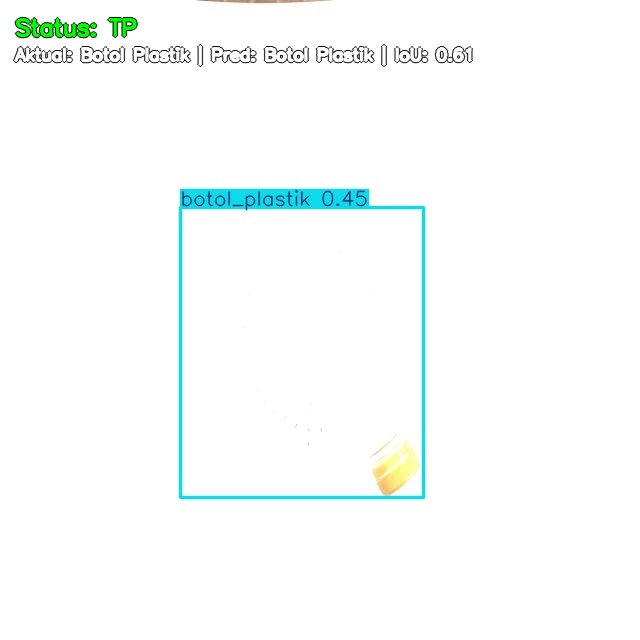 Status: TP
Aktual: Botol Plastik | Pred: Botol Plastik | IoU: 0.61
botol_plastik 0.45